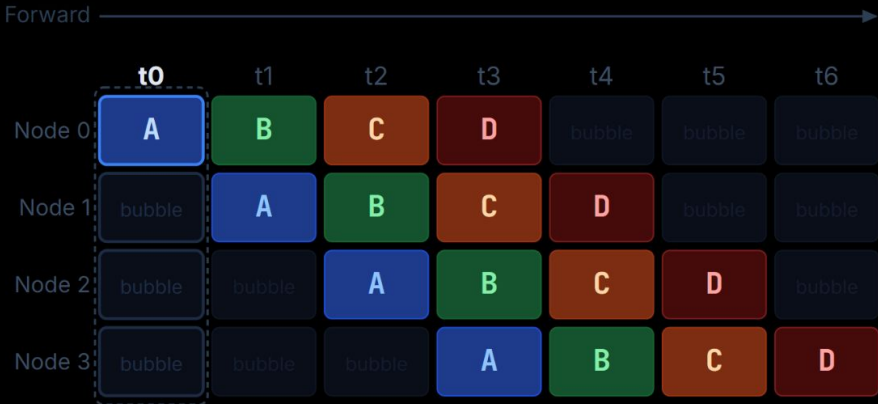 Forward
t0 t1 t2 t3 t4 t5 t6
Node 0 A B C D bubble bubble bubble
Node 1 bubble A B C D bubble bubble
Node 2 bubble bubble A B C D bubble
Node 3 bubble bubble bubble A B C D